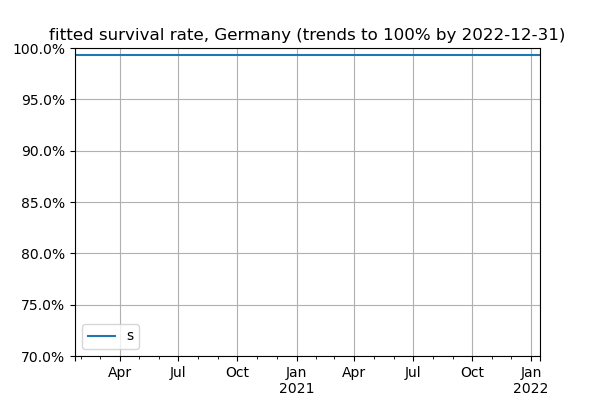 fitted survival rate, Germany (trends to 100% by 2022-12-31)
100.0%
95.0%
90.0%
85.0%
80.0%
75.0%
70.0%
s
Apr Jul Oct Jan Apr Jul Oct Jan
2021 2022